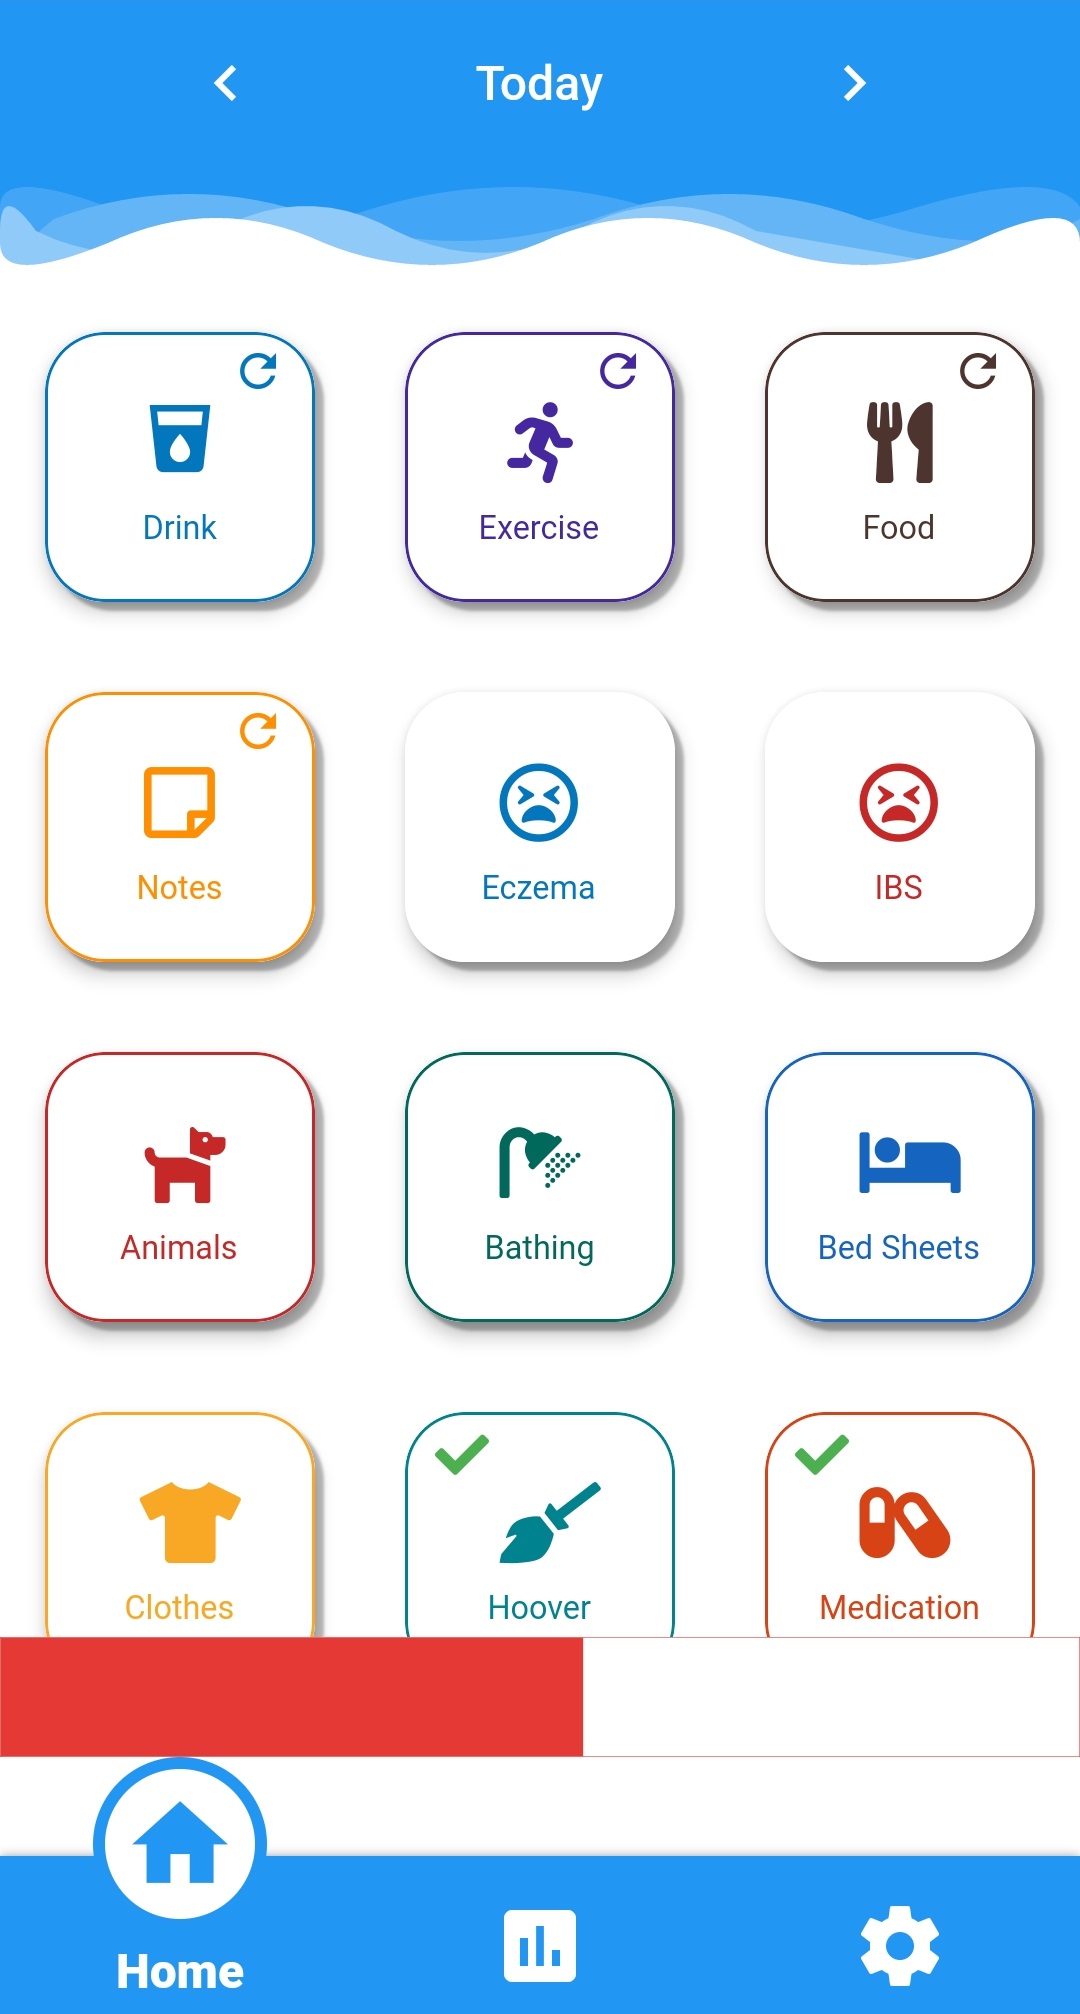 Today
Drink
Exercise
Food
Notes
Eczema
IBS
Animals
Bathing
Bed Sheets
Clothes
Hoover
Medication
Home